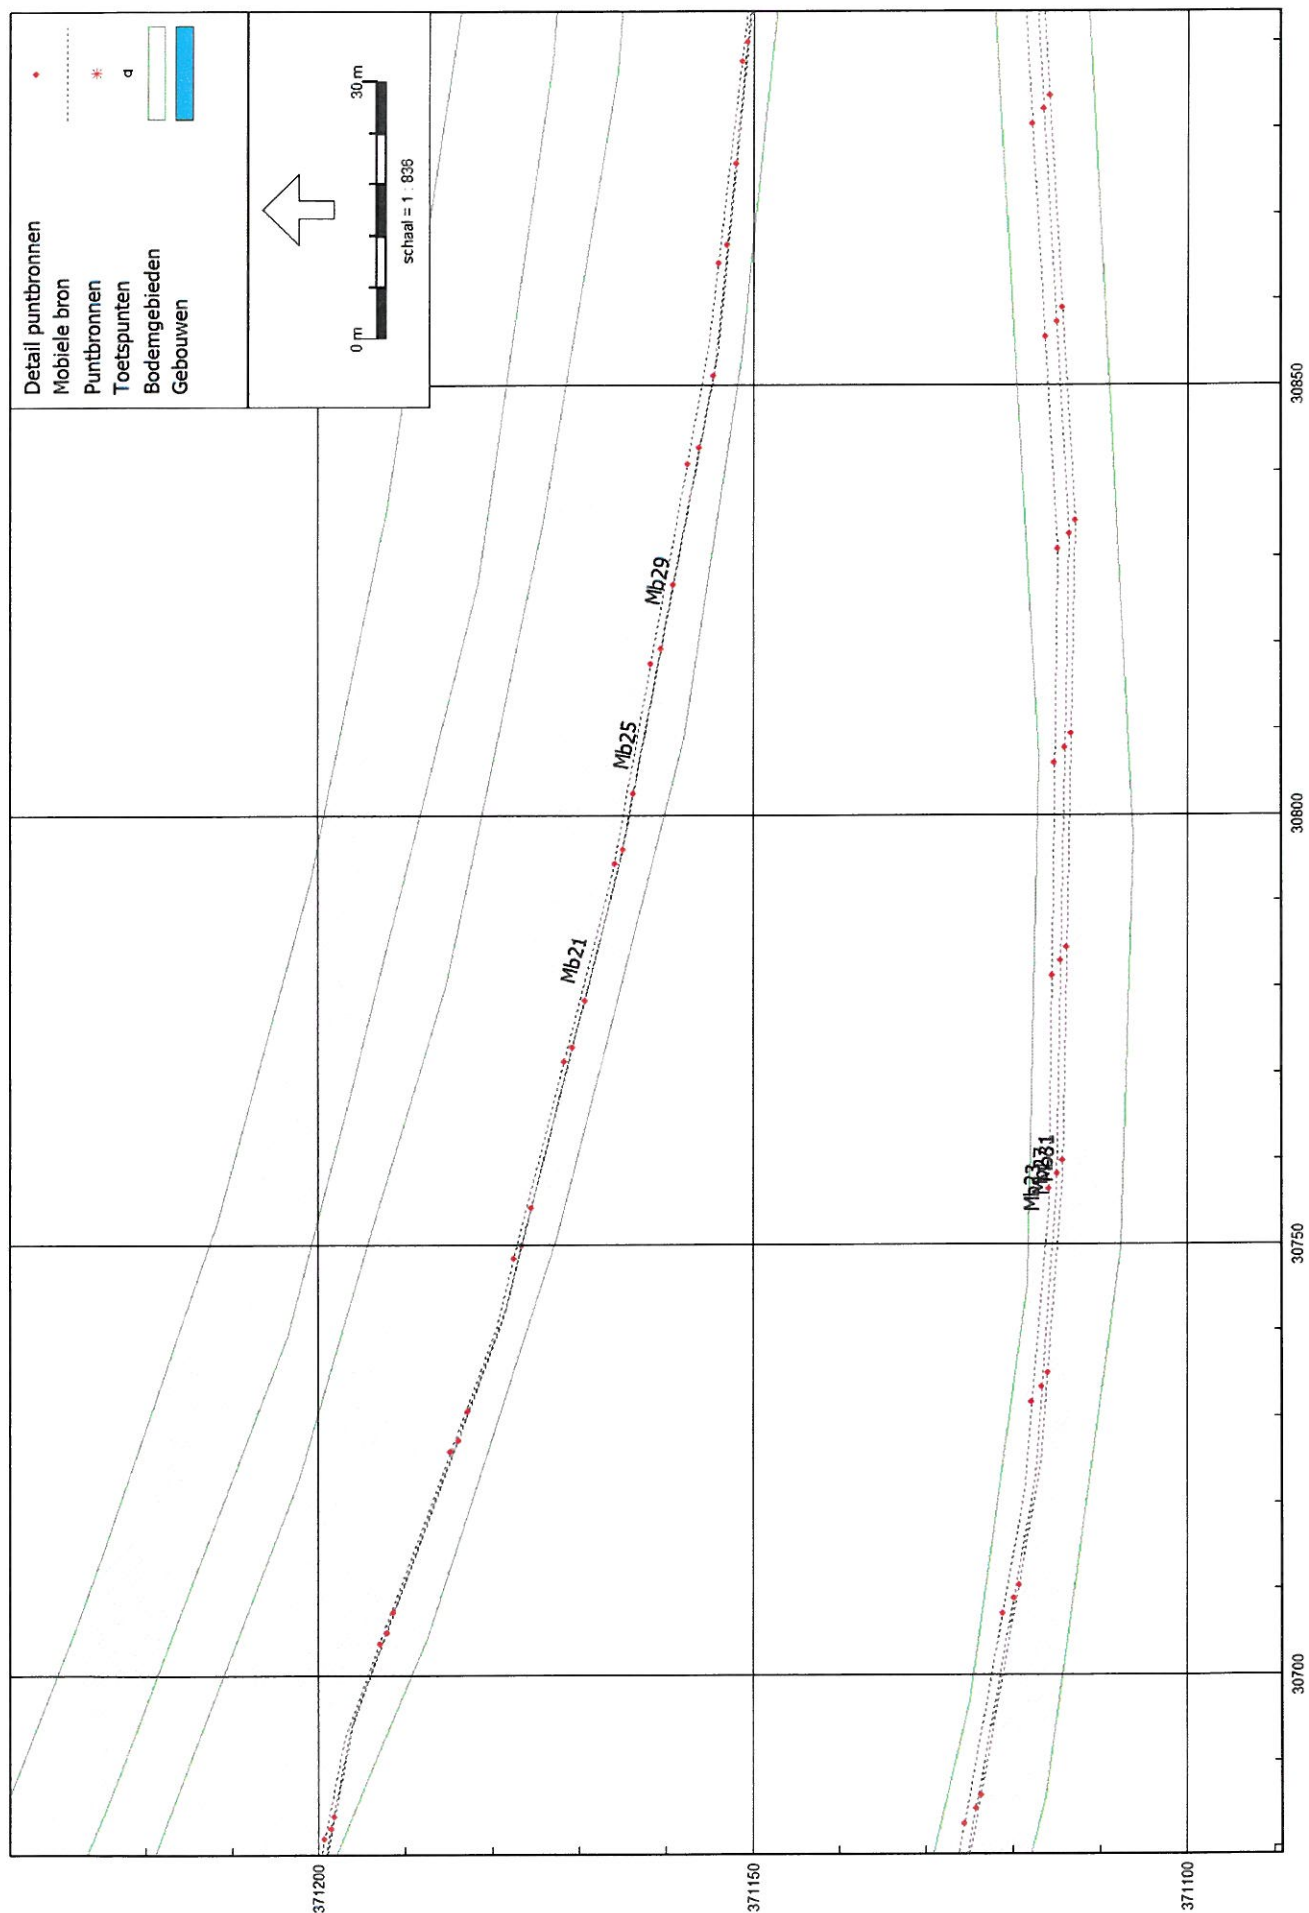 Detail puntbronnen
Mobiele bron
Puntbronnen
Toetspunten
Bodemgebieden
Gebouwen
0 m
30 m
schaal = 1 : 836
Mb21
Mb25
Mb29
Mb23
Mb31
371200
371150
371100
30700
30750
30800
30850